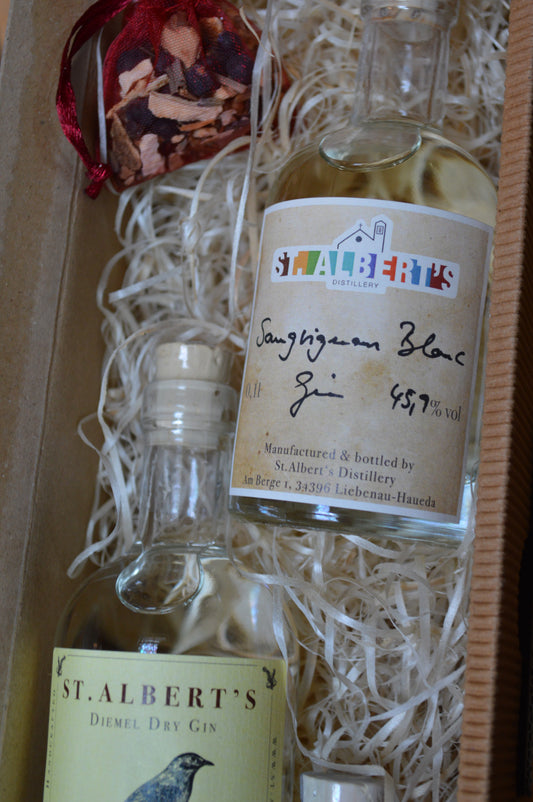 ST. ALBERT'S
DISTILLERY
Sauvignon Blanc
0,1l Gin 45,9% vol
Manufactured & bottled by
St.Albert's Distillery
Am Berge 1, 34396 Liebenau-Haueda
ST. ALBERT'S
DIEMEL DRY GIN